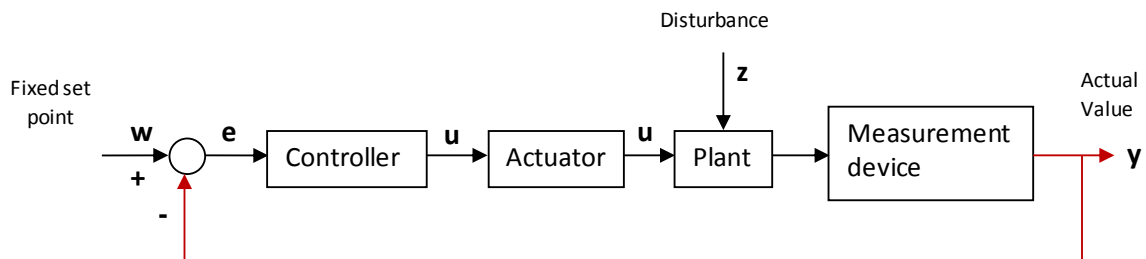 Disturbance
z
Fixed set
point
Actual
Value
w
e
Controller
u
Actuator
u
Plant
Measurement
device
y
+
-